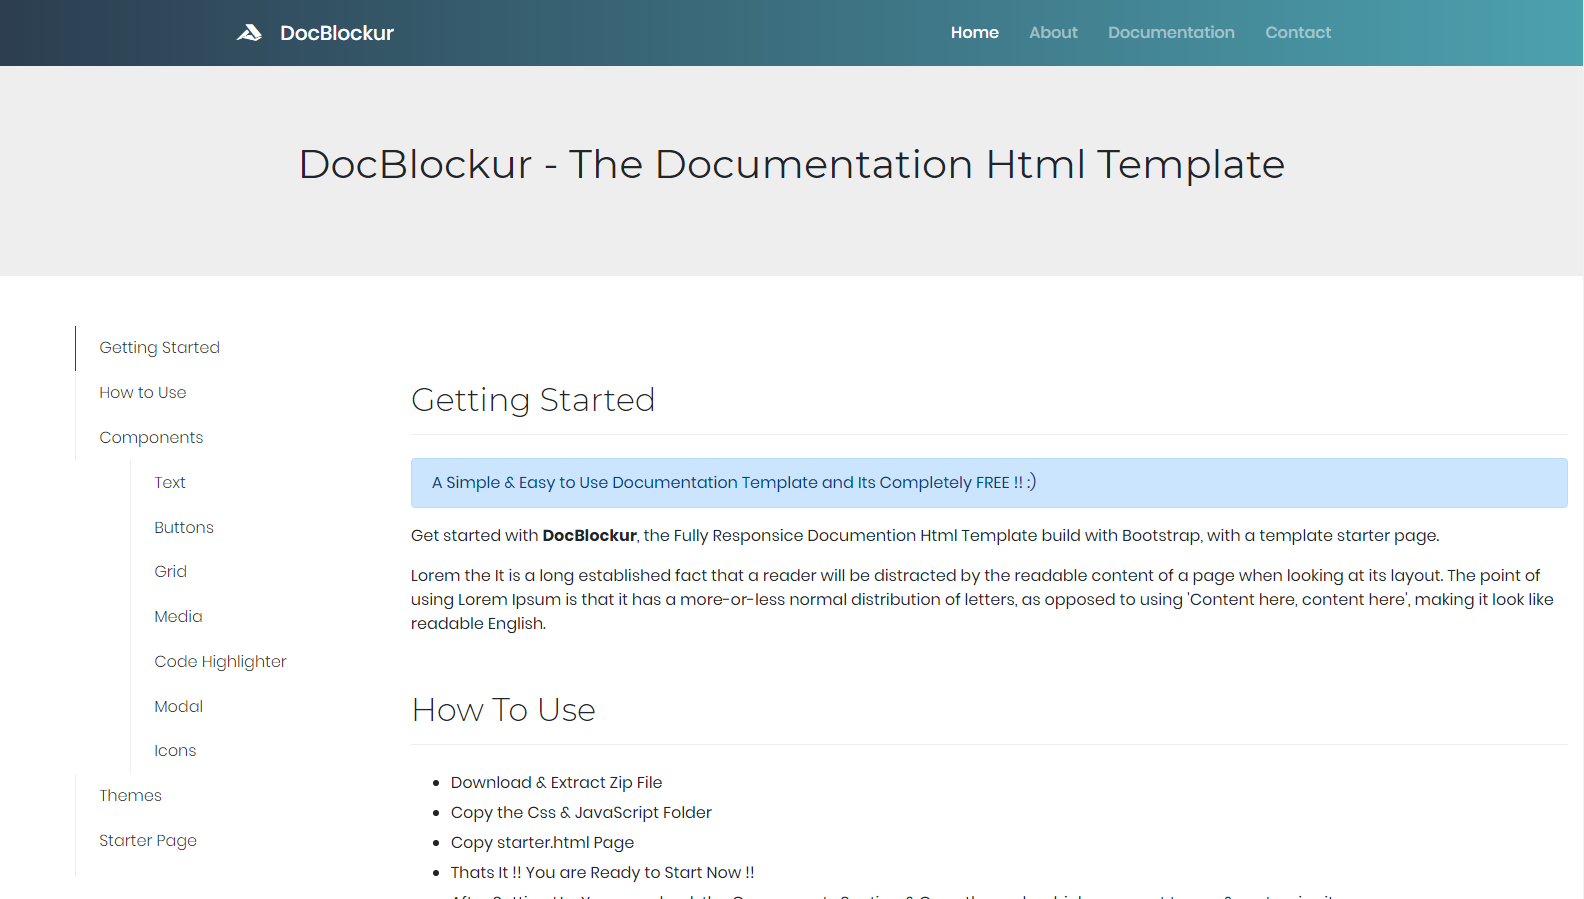 DocBlockur
Home About Documentation Contact
DocBlockur - The Documentation Html Template
Getting Started
How to Use
Components
Text
Buttons
Grid
Media
Code Highlighter
Modal
Icons
Themes
Starter Page
Getting Started
A Simple & Easy to Use Documentation Template and Its Completely FREE !! :)
Get started with DocBlockur, the Fully Responsice Documention Html Template build with Bootstrap, with a template starter page.
Lorem the It is a long established fact that a reader will be distracted by the readable content of a page when looking at its layout. The point of
using Lorem Ipsum is that it has a more-or-less normal distribution of letters, as opposed to using 'Content here, content here', making it look like
readable English.
How To Use
Download & Extract Zip File
Copy the Css & JavaScript Folder
Copy starter.html Page
Thats It !! You are Ready to Start Now !!